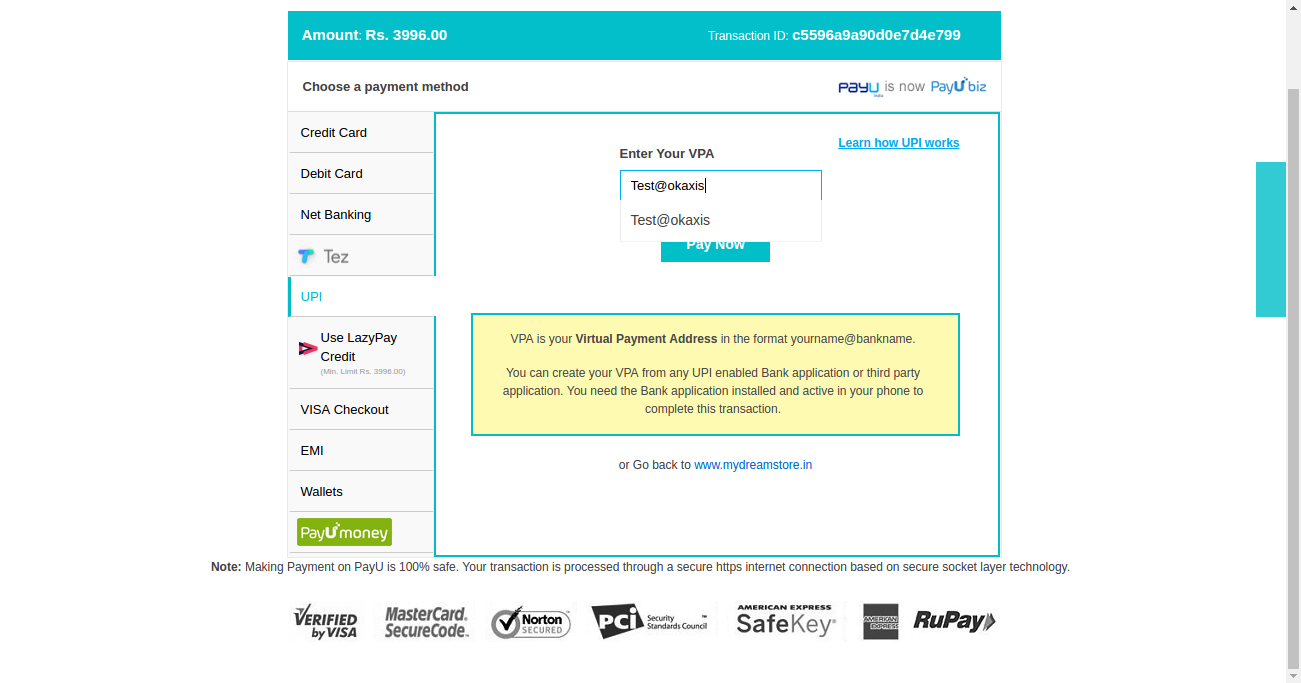 Amount: Rs. 3996.00
Transaction ID: c5596a9a90d0e7d4e799
Choose a payment method
PayU india is now PayU biz
Credit Card
Debit Card
Net Banking
Tez
UPI
Use LazyPay
Credit
(Min. Limit Rs. 3996.00)
VISA Checkout
EMI
Wallets
PayUmoney
Learn how UPI works
Enter Your VPA
Test@okaxis
Test@okaxis
Pay Now
VPA is your Virtual Payment Address in the format yourname@bankname.
You can create your VPA from any UPI enabled Bank application or third party
application. You need the Bank application installed and active in your phone to
complete this transaction.
or Go back to www.mydreamstore.in
Note: Making Payment on PayU is 100% safe. Your transaction is processed through a secure https internet connection based on secure socket layer technology.
VERIFIED
by VISA
MasterCard.
SecureCode.
Norton
SECURED
PCI
Security
Standards Council
AMERICAN EXPRESS
SafeKey
AMERICAN
EXPRESS
RuPay